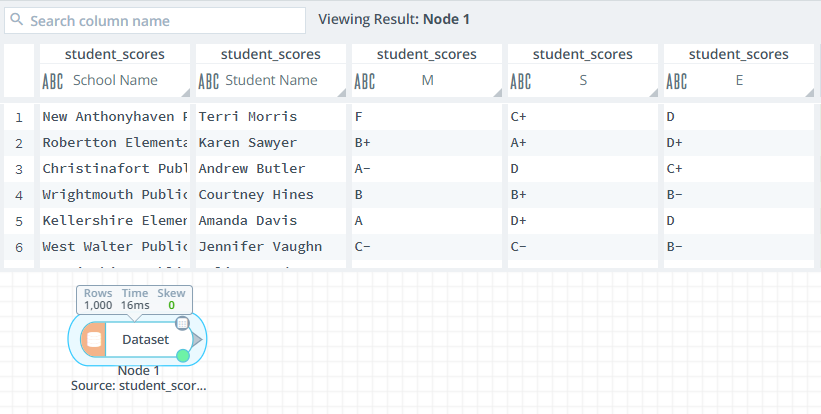 Search column name Viewing Result: Node 1
student_scores student_scores student_scores student_scores student_scores
ABC School Name ABC Student Name ABC M ABC S ABC E
1 New Anthonyhaven P Terri Morris F C+ D
2 Robertton Elementa Karen Sawyer B+ A+ D+
3 Christinafort Publ Andrew Butler A- D C+
4 Wrightmouth Public Courtney Hines B B+ B-
5 Kellershire Elemen Amanda Davis A D+ D
6 West Walter Public Jennifer Vaughn C- C- B-
Rows Time Skew
1,000 16ms 0
Dataset
Node 1
Source: student_scor...